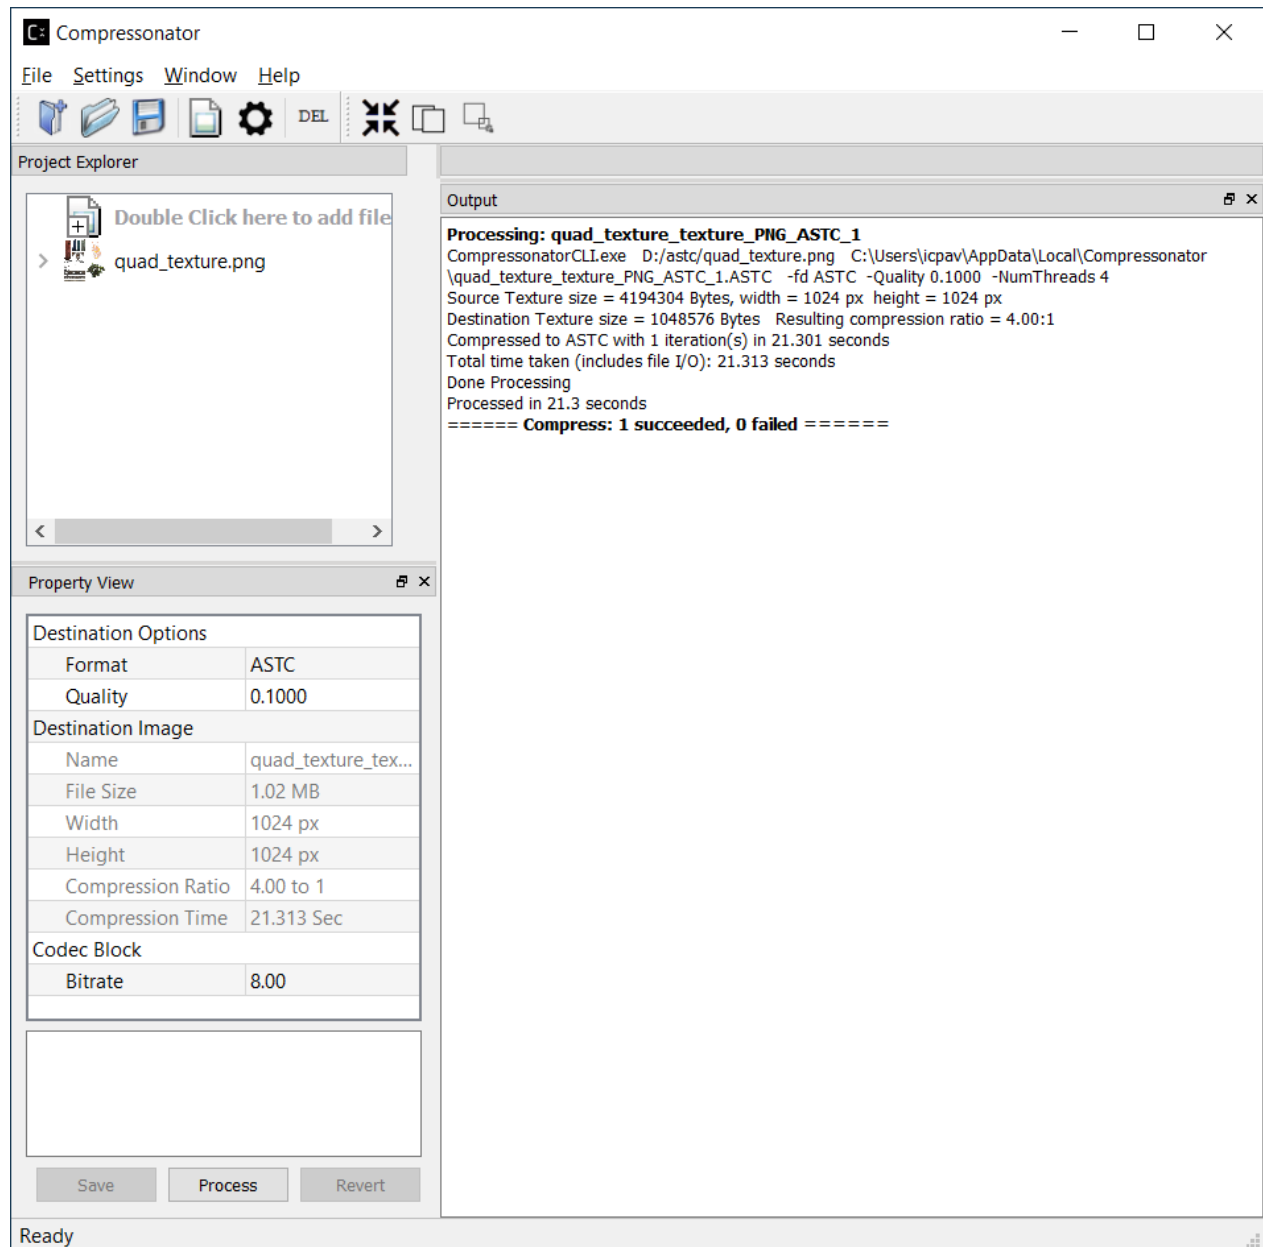 Compressonator
File Settings Window Help
DEL
Project Explorer
Double Click here to add file
quad_texture.png
Property View
Destination Options
Format ASTC
Quality 0.1000
Destination Image
Name quad_texture_tex...
File Size 1.02 MB
Width 1024 px
Height 1024 px
Compression Ratio 4.00 to 1
Compression Time 21.313 Sec
Codec Block
Bitrate 8.00
Save Process Revert
Output
Processing: quad_texture_texture_PNG_ASTC_1
CompressonatorCLI.exe D:/astc/quad_texture.png C:\Users\icpav\AppData\Local\Compressonator
\quad_texture_texture_PNG_ASTC_1.ASTC -fd ASTC -Quality 0.1000 -NumThreads 4
Source Texture size = 4194304 Bytes, width = 1024 px height = 1024 px
Destination Texture size = 1048576 Bytes Resulting compression ratio = 4.00:1
Compressed to ASTC with 1 iteration(s) in 21.301 seconds
Total time taken (includes file I/O): 21.313 seconds
Done Processing
Processed in 21.3 seconds
====== Compress: 1 succeeded, 0 failed ======
Ready